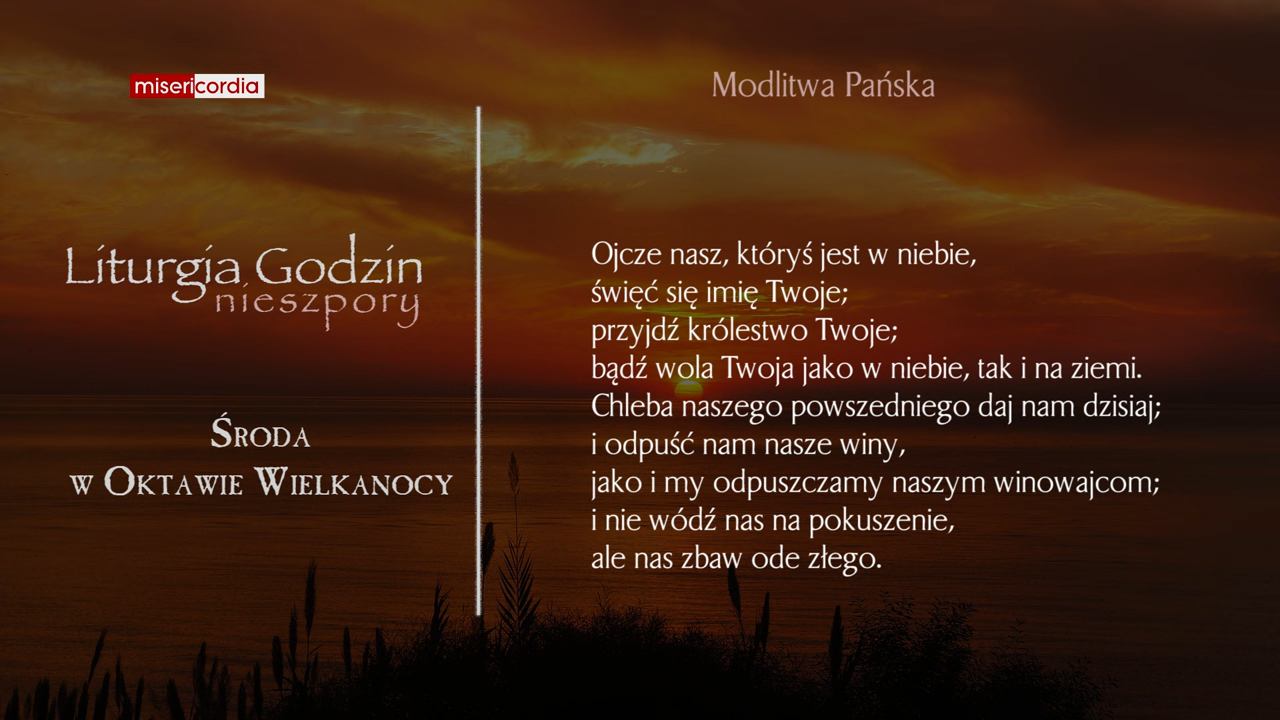 misericordia
Liturgia Godzin
nieszpory
Środa
w Oktawie Wielkanocy
Modlitwa Pańska
Ojcze nasz, któryś jest w niebie,
święć się imię Twoje;
przyjdź królestwo Twoje;
bądź wola Twoja jako w niebie, tak i na ziemi.
Chleba naszego powszedniego daj nam dzisiaj;
i odpuść nam nasze winy,
jako i my odpuszczamy naszym winowajcom;
i nie wódź nas na pokuszenie,
ale nas zbaw ode złego.